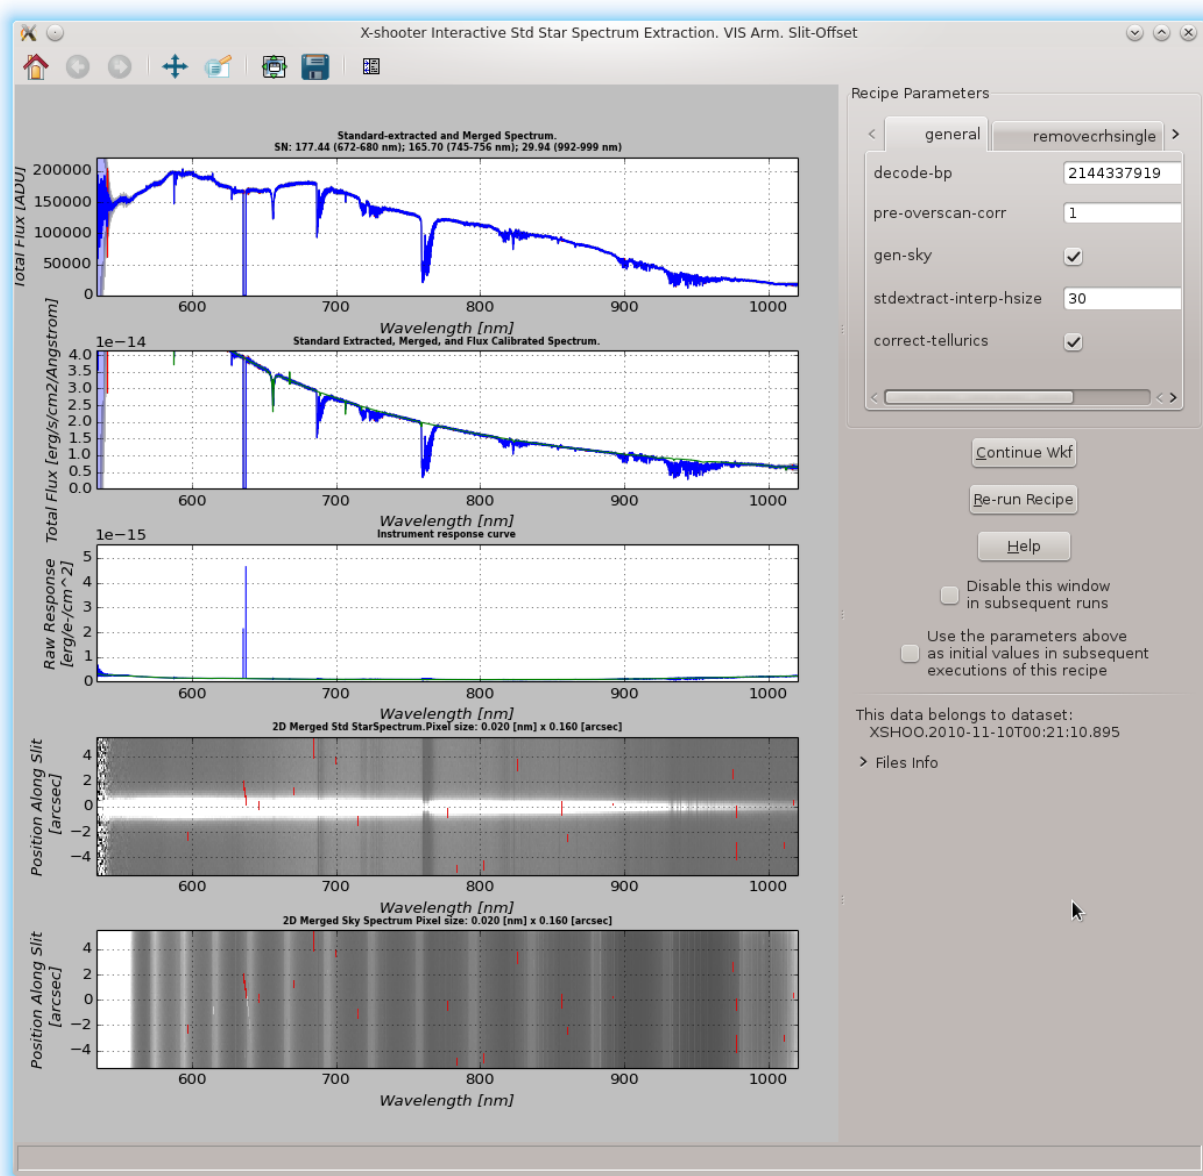 X-shooter Interactive Std Star Spectrum Extraction. VIS Arm. Slit-Offset
Standard-extracted and Merged Spectrum.
SN: 177.44 (672-680 nm); 165.70 (745-756 nm); 29.94 (992-999 nm)
Total Flux [ADU]
200000
150000
100000
50000
0
600 700 800 900 1000
Wavelength [nm]
Standard Extracted, Merged, and Flux Calibrated Spectrum.
1e−14
Total Flux [erg/s/cm2/Angstrom]
4.0
3.5
3.0
2.5
2.0
1.5
1.0
0.5
0.0
600 700 800 900 1000
Wavelength [nm]
Instrument response curve
1e−15
Raw Response
[erg/e-/cm^2]
5
4
3
2
1
0
600 700 800 900 1000
Wavelength [nm]
2D Merged Std StarSpectrum.Pixel size: 0.020 [nm] x 0.160 [arcsec]
Position Along Slit
[arcsec]
4
2
0
−2
−4
600 700 800 900 1000
Wavelength [nm]
2D Merged Sky Spectrum Pixel size: 0.020 [nm] x 0.160 [arcsec]
Position Along Slit
[arcsec]
4
2
0
−2
−4
600 700 800 900 1000
Wavelength [nm]
Recipe Parameters
general removecrhsingle
decode-bp 2144337919
pre-overscan-corr 1
gen-sky
stdextract-interp-hsize 30
correct-tellurics
Continue Wkf
Re-run Recipe
Help
Disable this window
in subsequent runs
Use the parameters above
as initial values in subsequent
executions of this recipe
This data belongs to dataset:
XSHOO.2010-11-10T00:21:10.895
Files Info